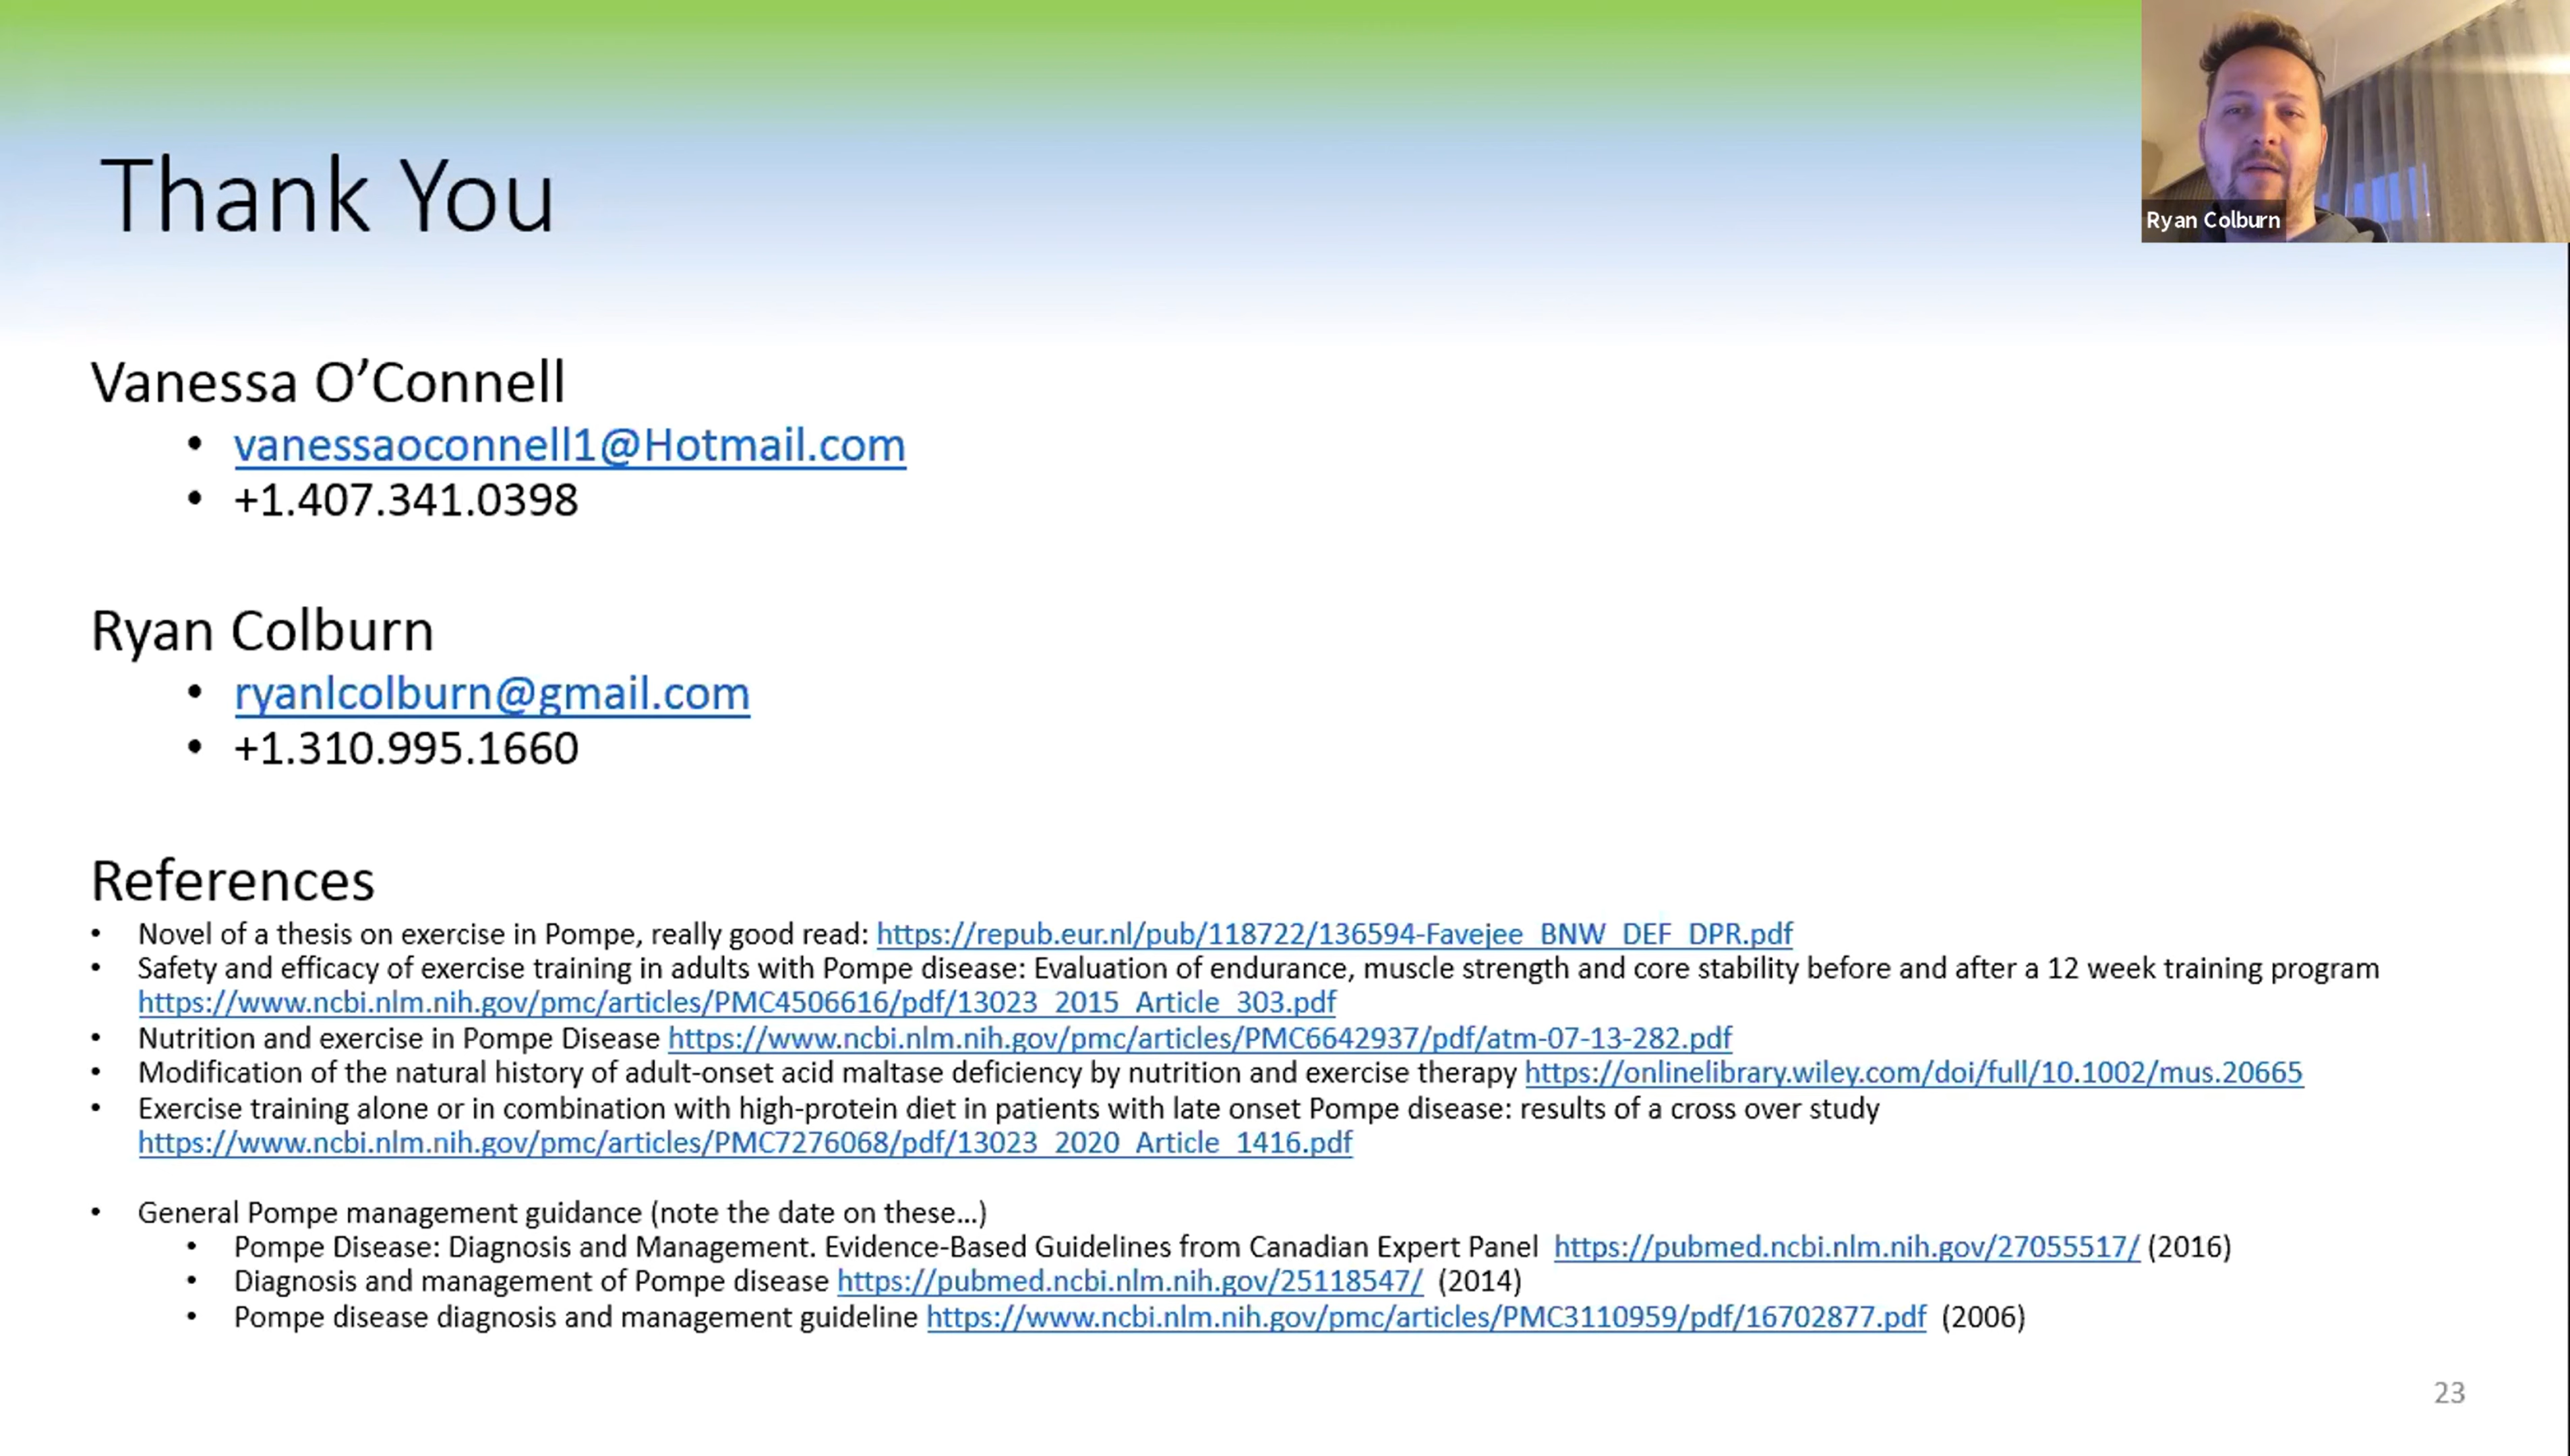 Thank You
Ryan Colburn
Vanessa O’Connell
• vanessaoconnell1@Hotmail.com
• +1.407.341.0398
Ryan Colburn
• ryanlcolburn@gmail.com
• +1.310.995.1660
References
• Novel of a thesis on exercise in Pompe, really good read: https://repub.eur.nl/pub/118722/136594-Favejee_BNW_DEF_DPR.pdf
• Safety and efficacy of exercise training in adults with Pompe disease: Evaluation of endurance, muscle strength and core stability before and after a 12 week training program
https://www.ncbi.nlm.nih.gov/pmc/articles/PMC4506616/pdf/13023_2015_Article_303.pdf
• Nutrition and exercise in Pompe Disease https://www.ncbi.nlm.nih.gov/pmc/articles/PMC6642937/pdf/atm-07-13-282.pdf
• Modification of the natural history of adult-onset acid maltase deficiency by nutrition and exercise therapy https://onlinelibrary.wiley.com/doi/full/10.1002/mus.20665
• Exercise training alone or in combination with high-protein diet in patients with late onset Pompe disease: results of a cross over study
https://www.ncbi.nlm.nih.gov/pmc/articles/PMC7276068/pdf/13023_2020_Article_1416.pdf
• General Pompe management guidance (note the date on these…)
• Pompe Disease: Diagnosis and Management. Evidence-Based Guidelines from Canadian Expert Panel https://pubmed.ncbi.nlm.nih.gov/27055517/ (2016)
• Diagnosis and management of Pompe disease https://pubmed.ncbi.nlm.nih.gov/25118547/ (2014)
• Pompe disease diagnosis and management guideline https://www.ncbi.nlm.nih.gov/pmc/articles/PMC3110959/pdf/16702877.pdf (2006)
23